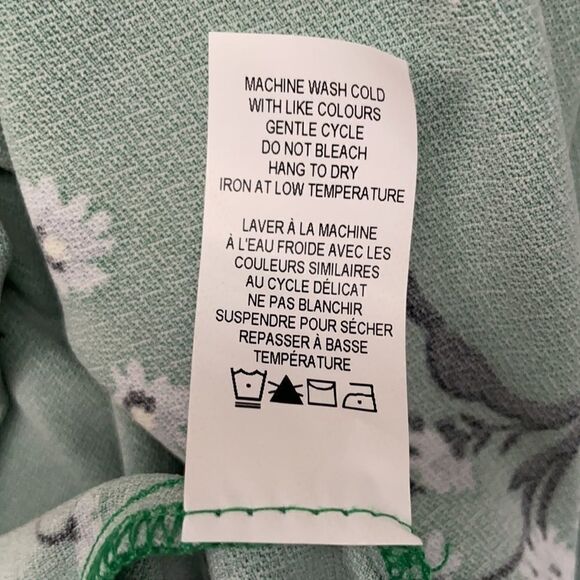 MACHINE WASH COLD
WITH LIKE COLOURS
GENTLE CYCLE
DO NOT BLEACH
HANG TO DRY
IRON AT LOW TEMPERATURE
LAVER À LA MACHINE
À L'EAU FROIDE AVEC LES
COULEURS SIMILAIRES
AU CYCLE DÉLICAT
NE PAS BLANCHIR
SUSPENDRE POUR SÉCHER
REPASSER À BASSE
TEMPÉRATURE